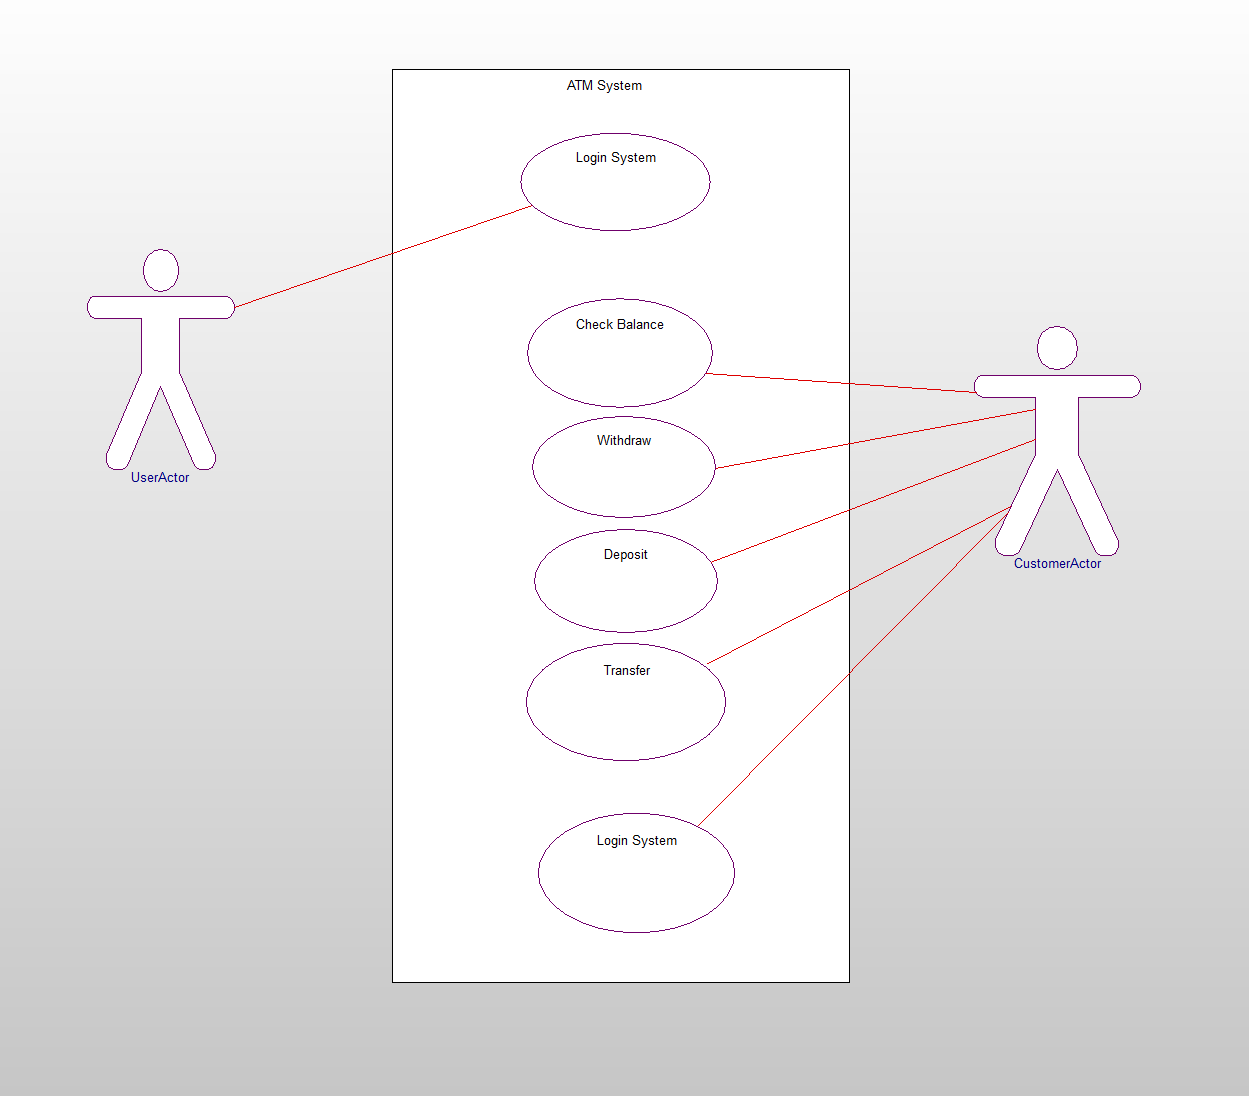 ATM System
Login System
Check Balance
Withdraw
Deposit
Transfer
Login System
UserActor
CustomerActor